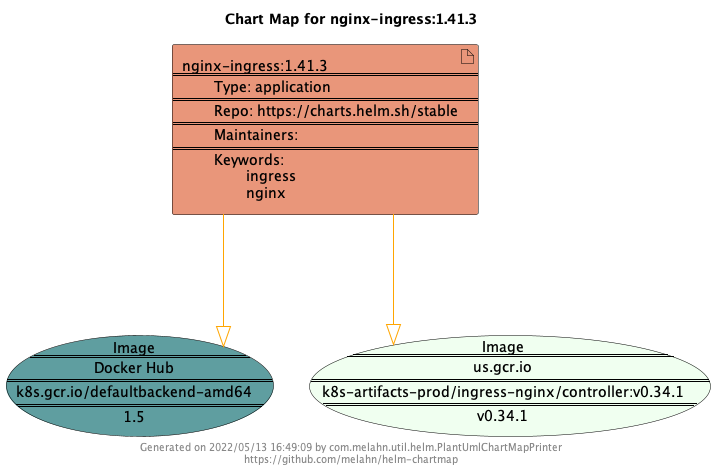 Chart Map for nginx-ingress:1.41.3
nginx-ingress:1.41.3
Type: application
Repo: https://charts.helm.sh/stable
Maintainers:
Keywords:
ingress
nginx
Image
Docker Hub
k8s.gcr.io/defaultbackend-amd64
1.5
Image
us.gcr.io
k8s-artifacts-prod/ingress-nginx/controller:v0.34.1
v0.34.1
Generated on 2022/05/13 16:49:09 by com.melahn.util.helm.PlantUmlChartMapPrinter
https://github.com/melahn/helm-chartmap